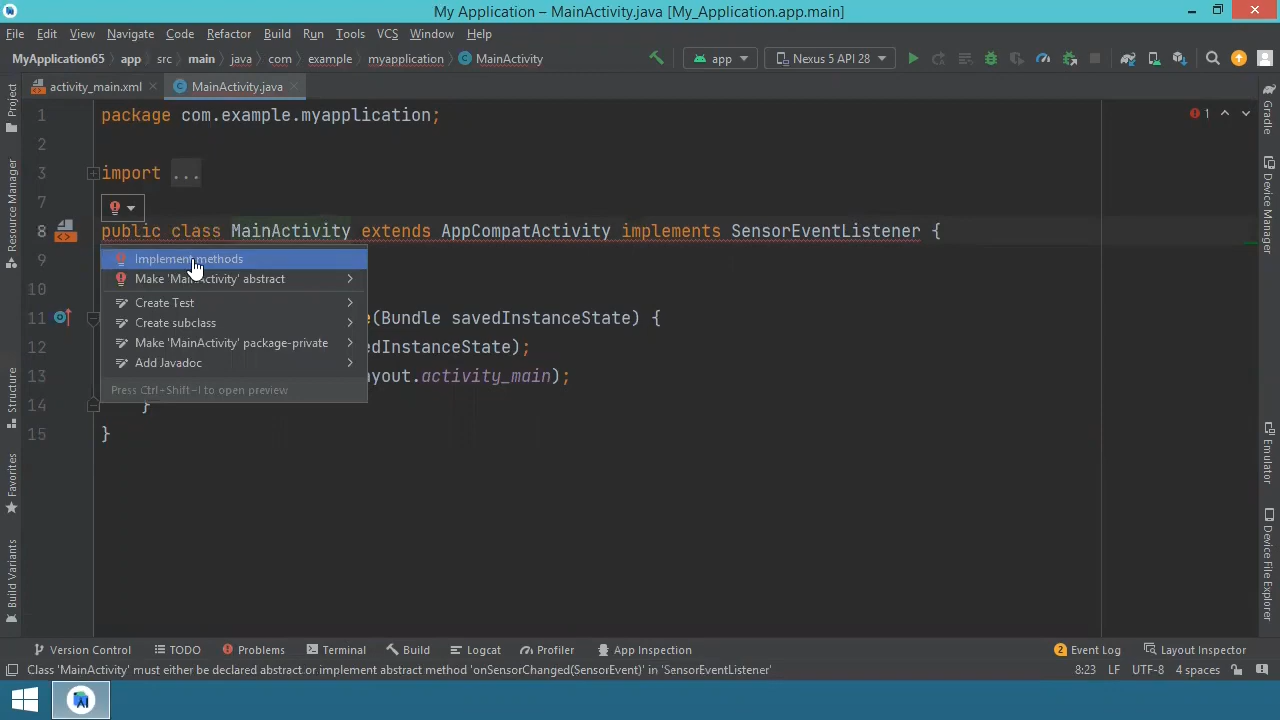 My Application – MainActivity.java [My_Application.app.main]
File Edit View Navigate Code Refactor Build Run Tools VCS Window Help
MyApplication65 app src main java com example myapplication MainActivity
app Nexus 5 API 28
activity_main.xml MainActivity.java
Project
Resource Manager
Structure
Favorites
Build Variants
1 package com.example.myapplication;
2
3 import ...
7
8 public class MainActivity extends AppCompatActivity implements SensorEventListener {
9
10
11 e(Bundle savedInstanceState) {
12 edInstanceState);
13 ayout.activity_main);
14 }
15 }
1
Implement methods
Make 'MainActivity' abstract
Create Test
Create subclass
Make 'MainActivity' package-private
Add Javadoc
Press Ctrl+Shift+I to open preview
Gradle
Device Manager
Emulator
Device File Explorer
Version Control TODO Problems Terminal Build Logcat Profiler App Inspection 2 Event Log Layout Inspector
Class 'MainActivity' must either be declared abstract or implement abstract method 'onSensorChanged(SensorEvent)' in 'SensorEventListener' 8:23 LF UTF-8 4 spaces